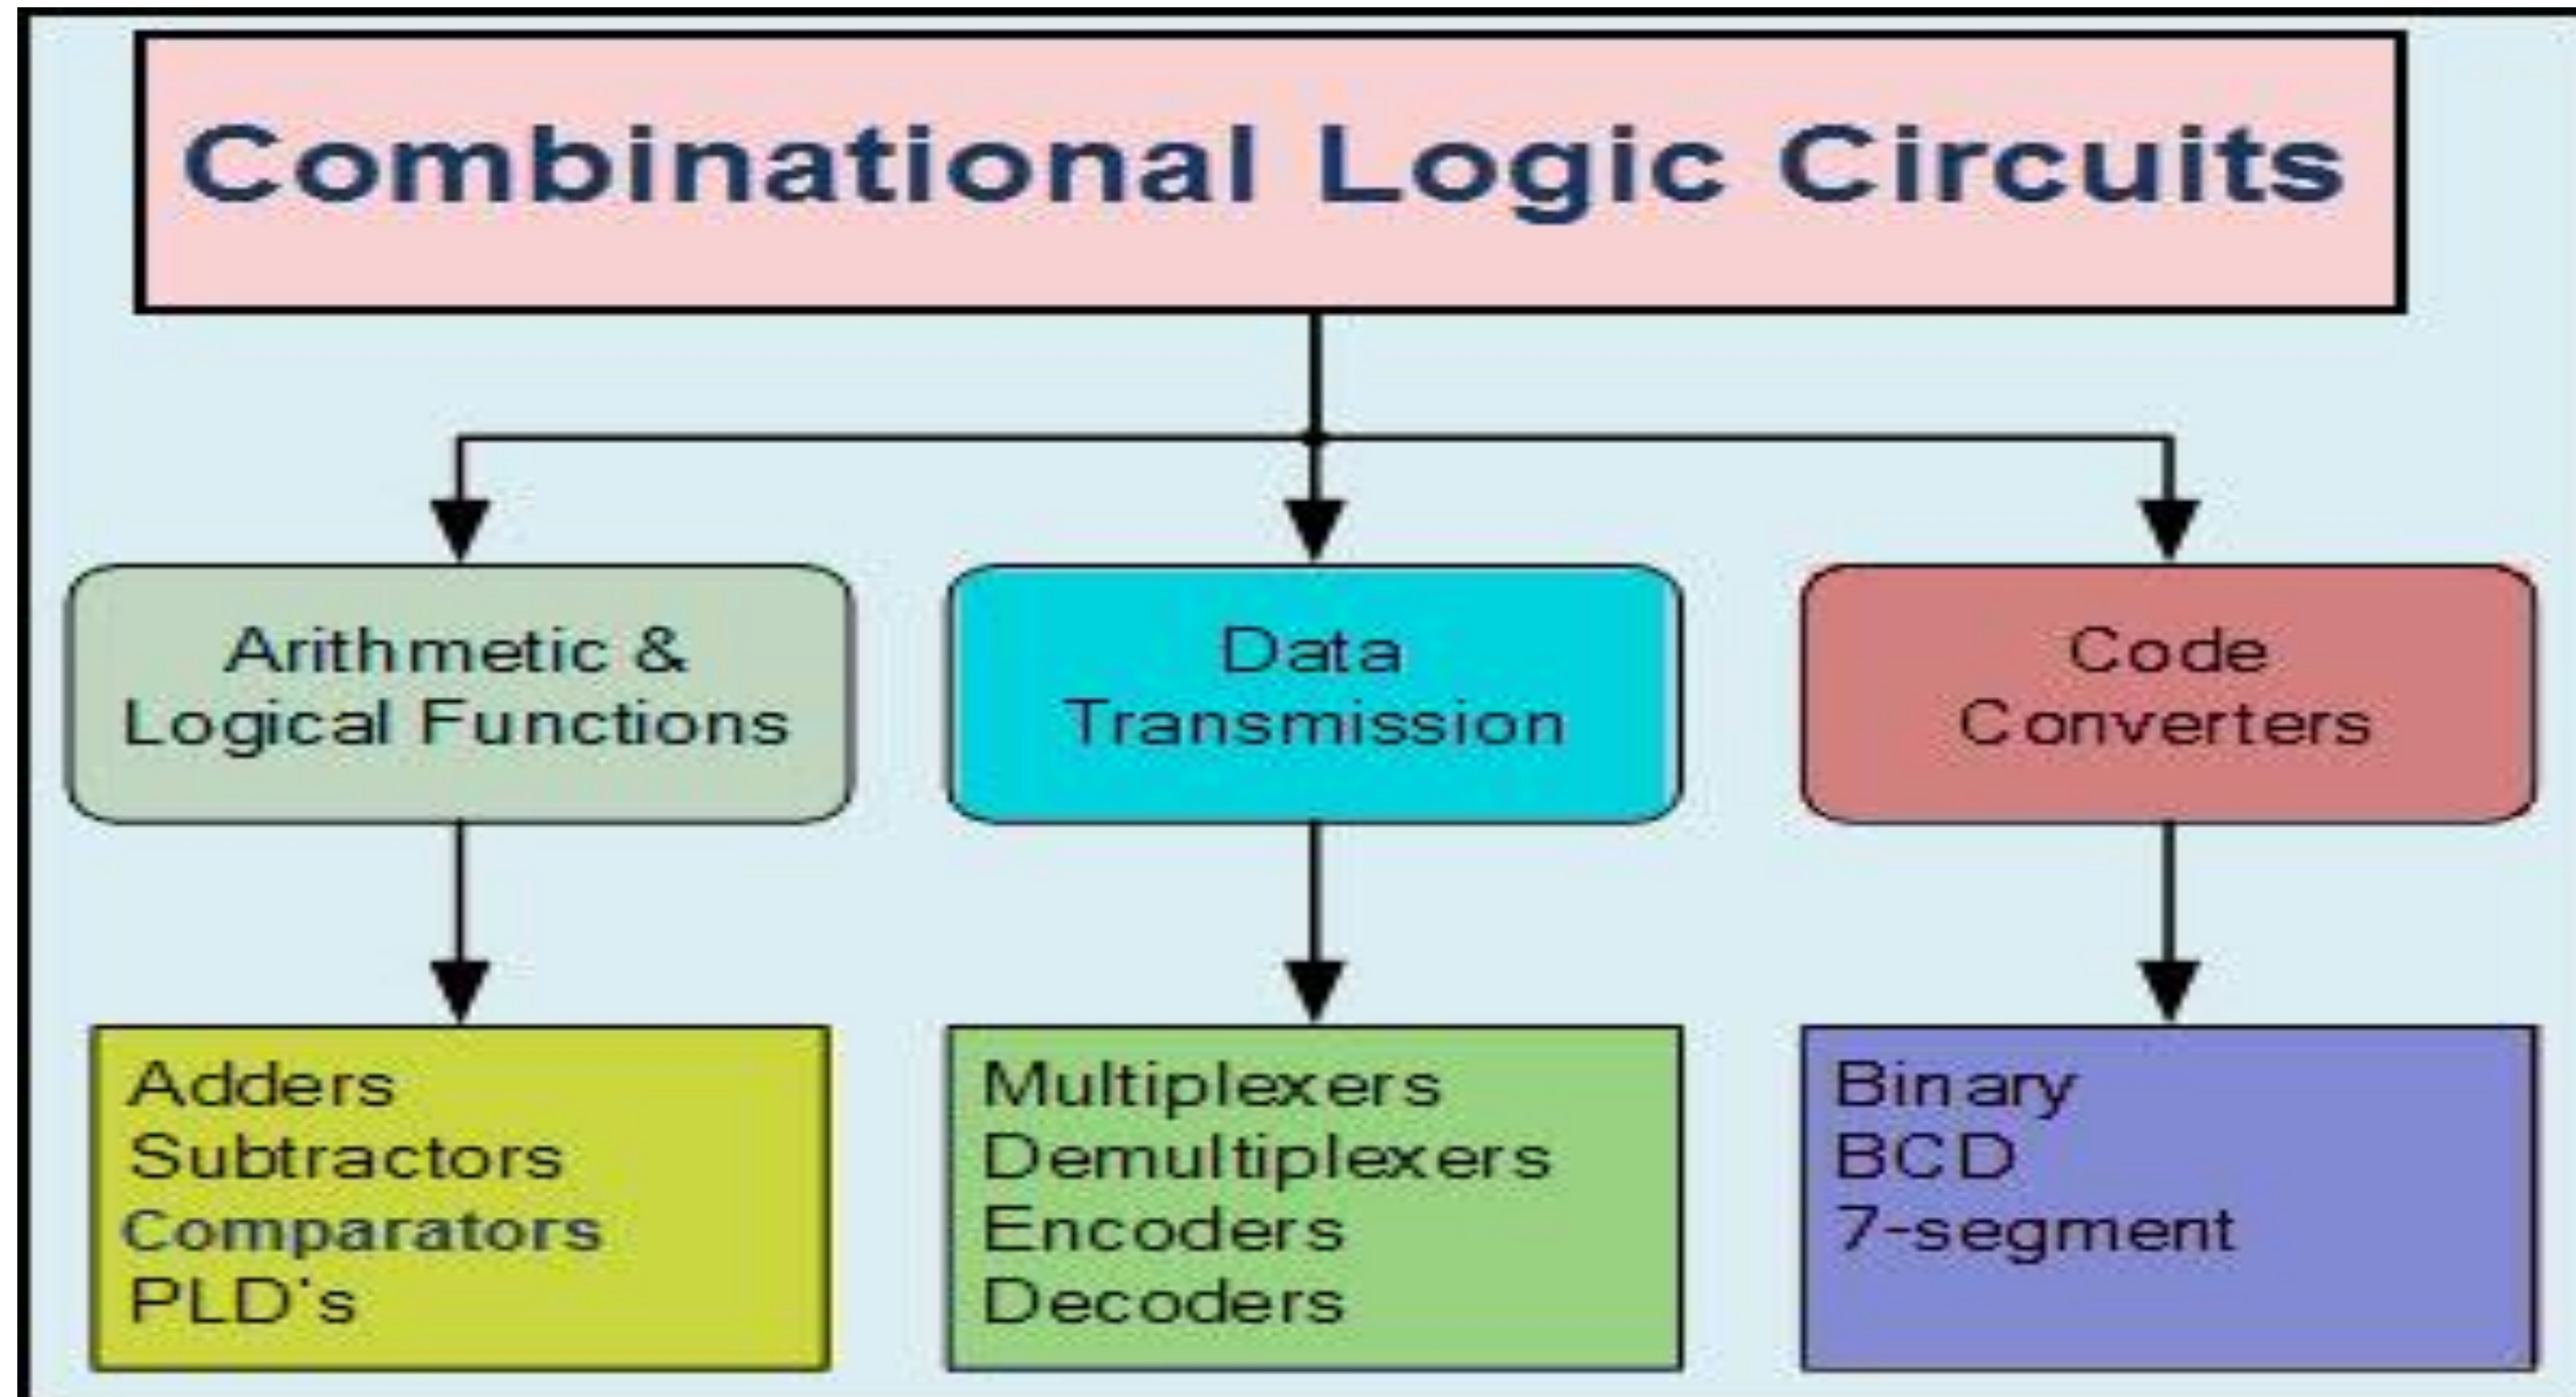 Combinational Logic Circuits
Arithmetic &
Logical Functions
Data
Transmission
Code
Converters
Adders
Subtractors
Comparators
PLD's
Multiplexers
Demultiplexers
Encoders
Decoders
Binary
BCD
7-segment